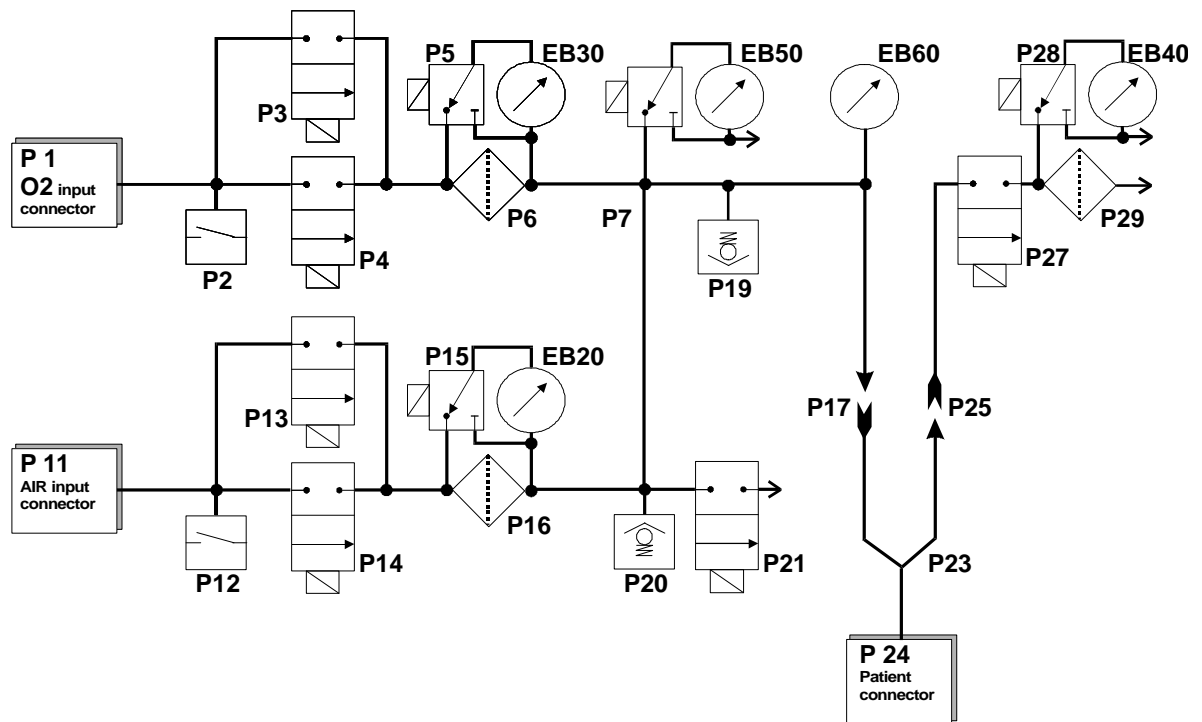 P5
EB30
EB50
EB60
P28
EB40
P3
P 1
O2 input
connector
P6
P7
P29
P4
P27
P2
P19
P15
EB20
P17
P25
P13
P 11
AIR input
connector
P16
P14
P12
P20
P21
P23
P 24
Patient
connector